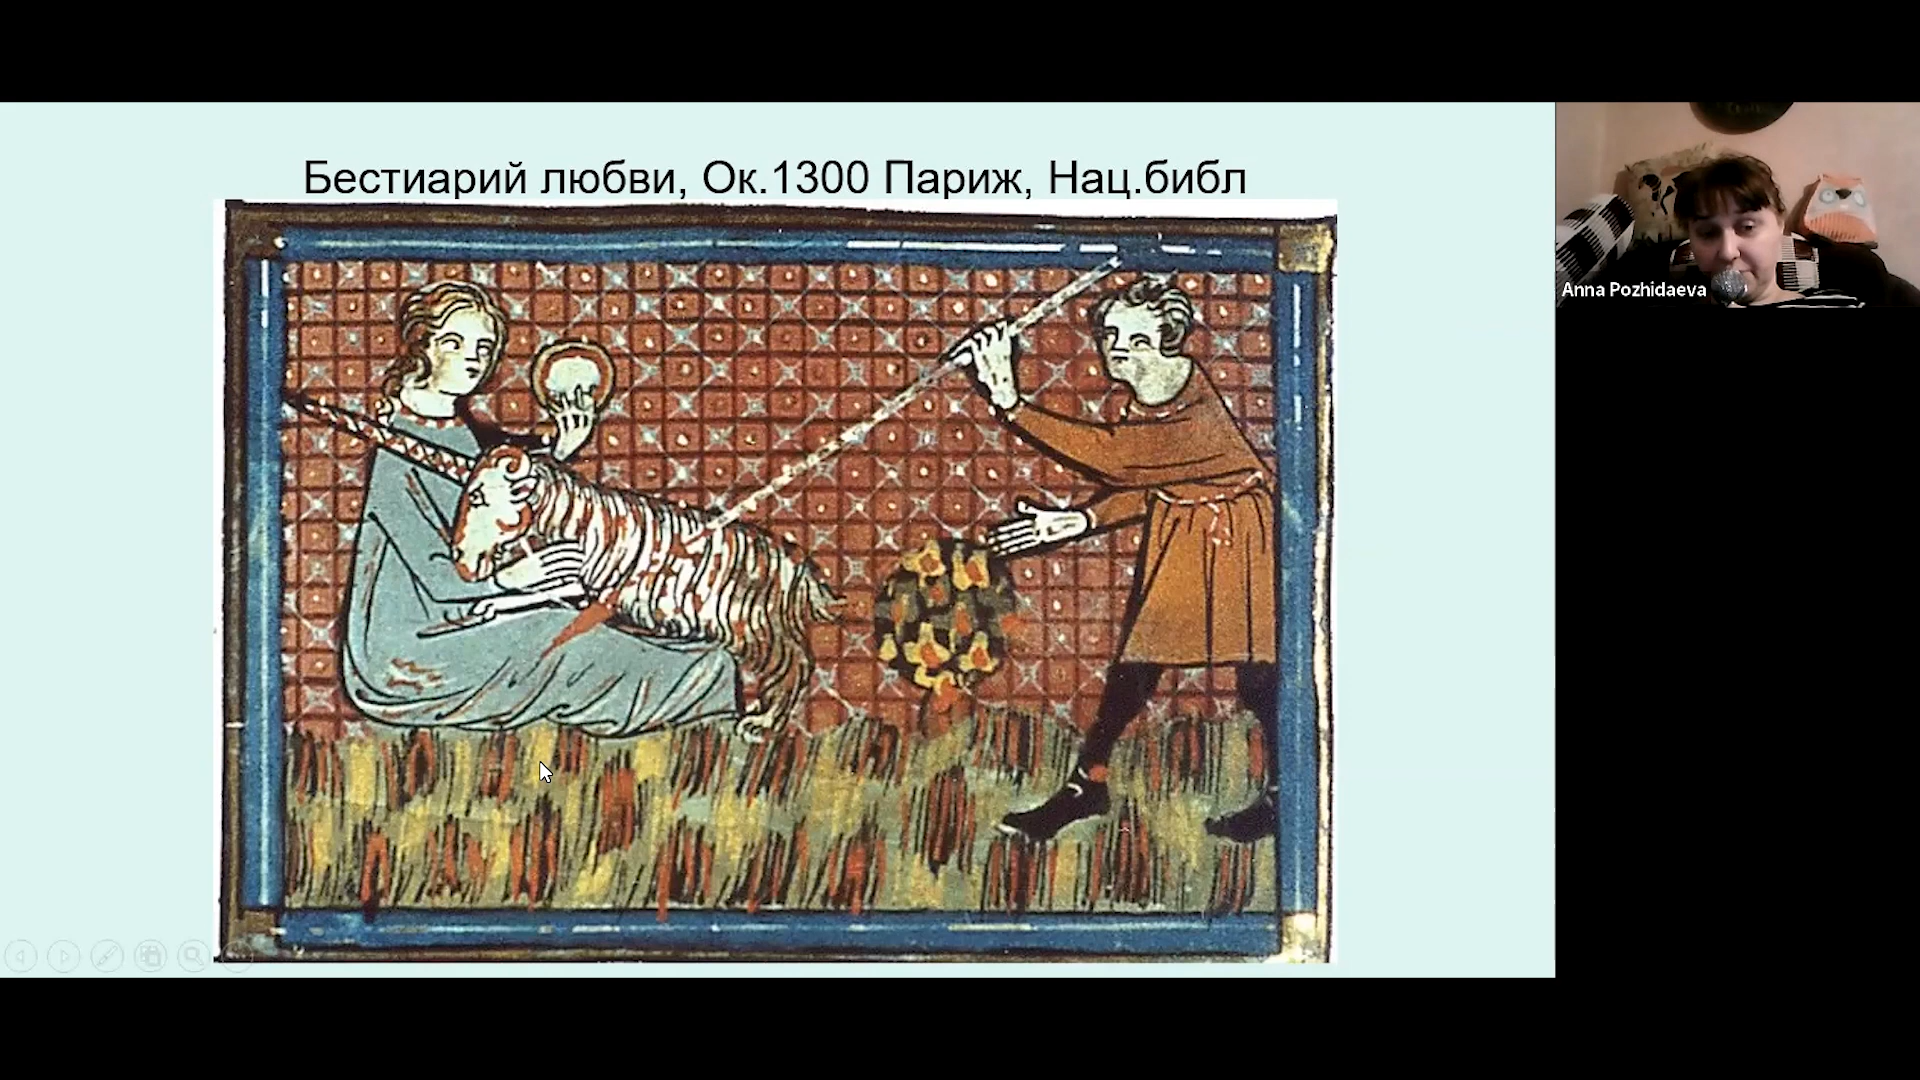 Бестиарий любви, Ок.1300 Париж, Нац.библ
Anna Pozhidaeva